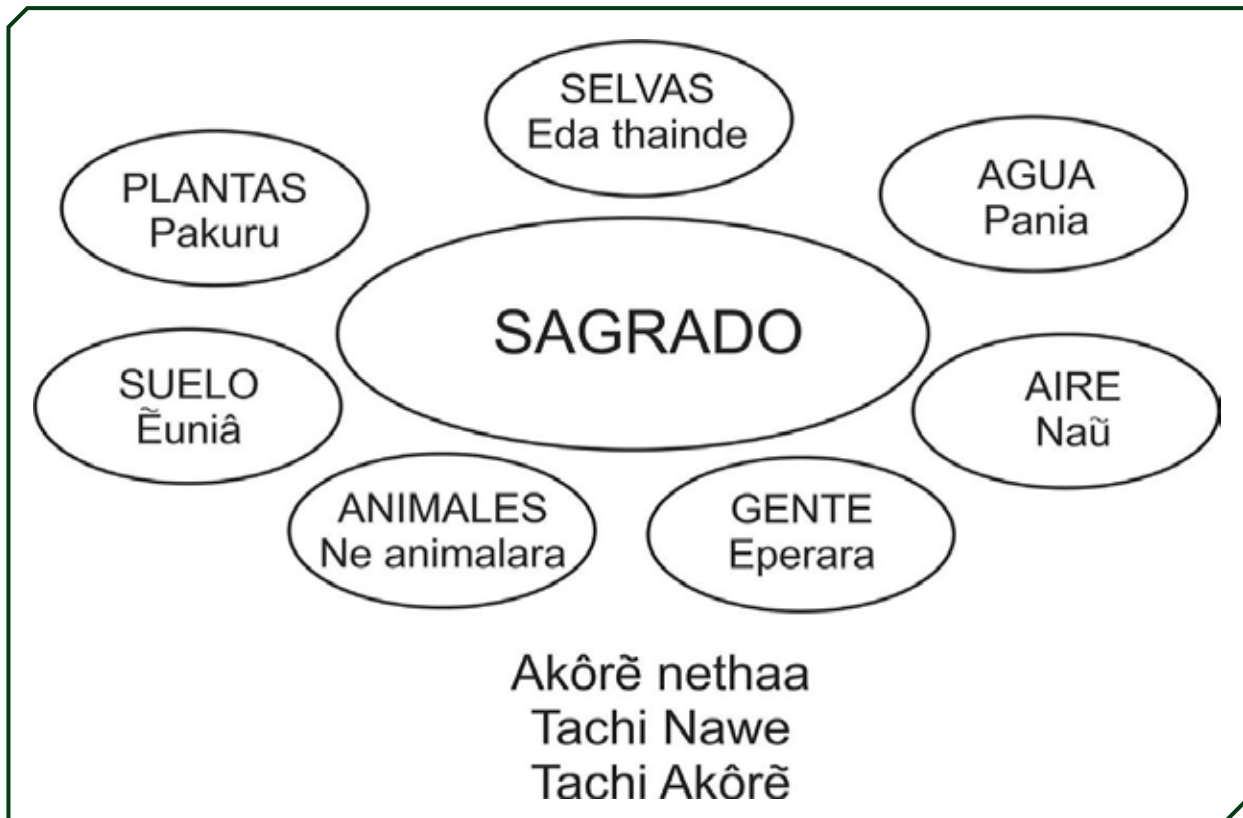 SELVAS
Eda thainde
PLANTAS
Pakuru
AGUA
Pania
SAGRADO
SUELO
Ẽuniâ
AIRE
Naũ
ANIMALES
Ne animalara
GENTE
Eperara
Akôrẽ nethaa
Tachi Nawe
Tachi Akôrẽ